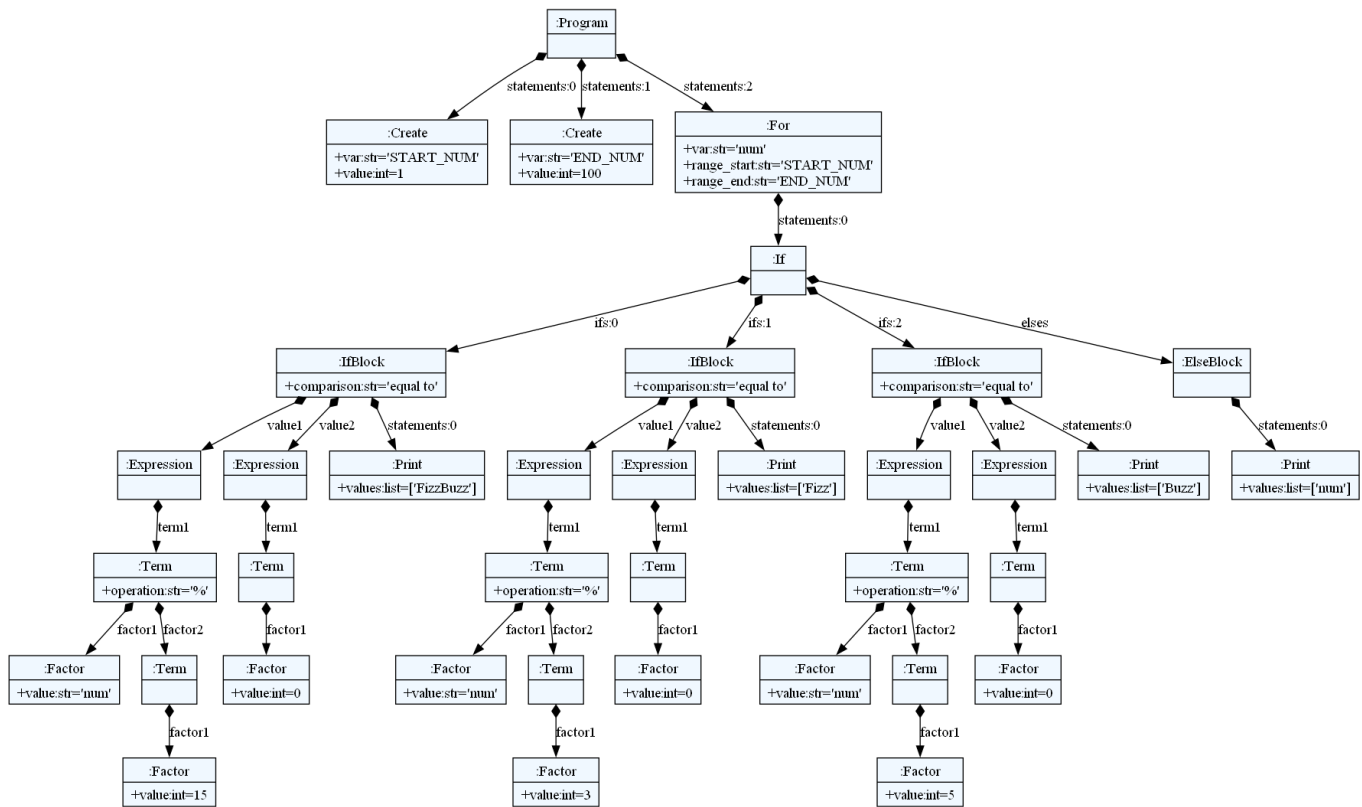 :Program
statements:0
statements:1
statements:2
:Create
+var:str='START_NUM'
+value:int=1
:Create
+var:str='END_NUM'
+value:int=100
:For
+var:str='num'
+range_start:str='START_NUM'
+range_end:str='END_NUM'
statements:0
:If
ifs:0
ifs:1
ifs:2
elses
:IfBlock
+comparison:str='equal to'
:IfBlock
+comparison:str='equal to'
:IfBlock
+comparison:str='equal to'
:ElseBlock
value1
value2
statements:0
value1
value2
statements:0
value1
value2
statements:0
statements:0
:Expression
:Expression
:Print
+values:list=['FizzBuzz']
:Expression
:Expression
:Print
+values:list=['Fizz']
:Expression
:Expression
:Print
+values:list=['Buzz']
:Print
+values:list=['num']
term1
term1
term1
term1
term1
term1
:Term
+operation:str='%'
:Term
:Term
+operation:str='%'
:Term
:Term
+operation:str='%'
:Term
factor1
factor2
factor1
factor1
factor2
factor1
factor1
factor2
factor1
:Factor
+value:str='num'
:Term
:Factor
+value:int=0
:Factor
+value:str='num'
:Term
:Factor
+value:int=0
:Factor
+value:str='num'
:Term
:Factor
+value:int=0
factor1
factor1
factor1
:Factor
+value:int=15
:Factor
+value:int=3
:Factor
+value:int=5